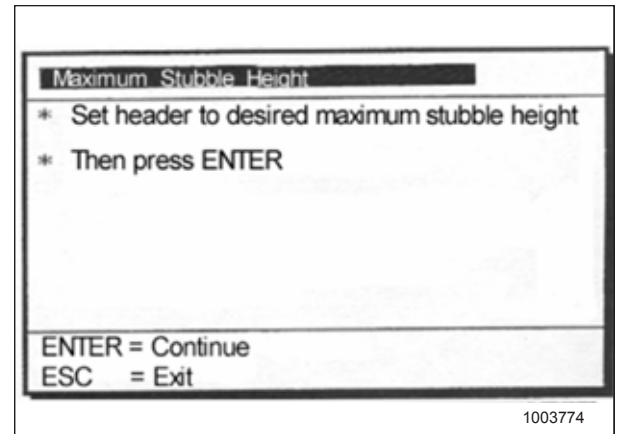 Maximum Stubble Height
* Set header to desired maximum stubble height
* Then press ENTER
ENTER = Continue
ESC = Exit
1003774